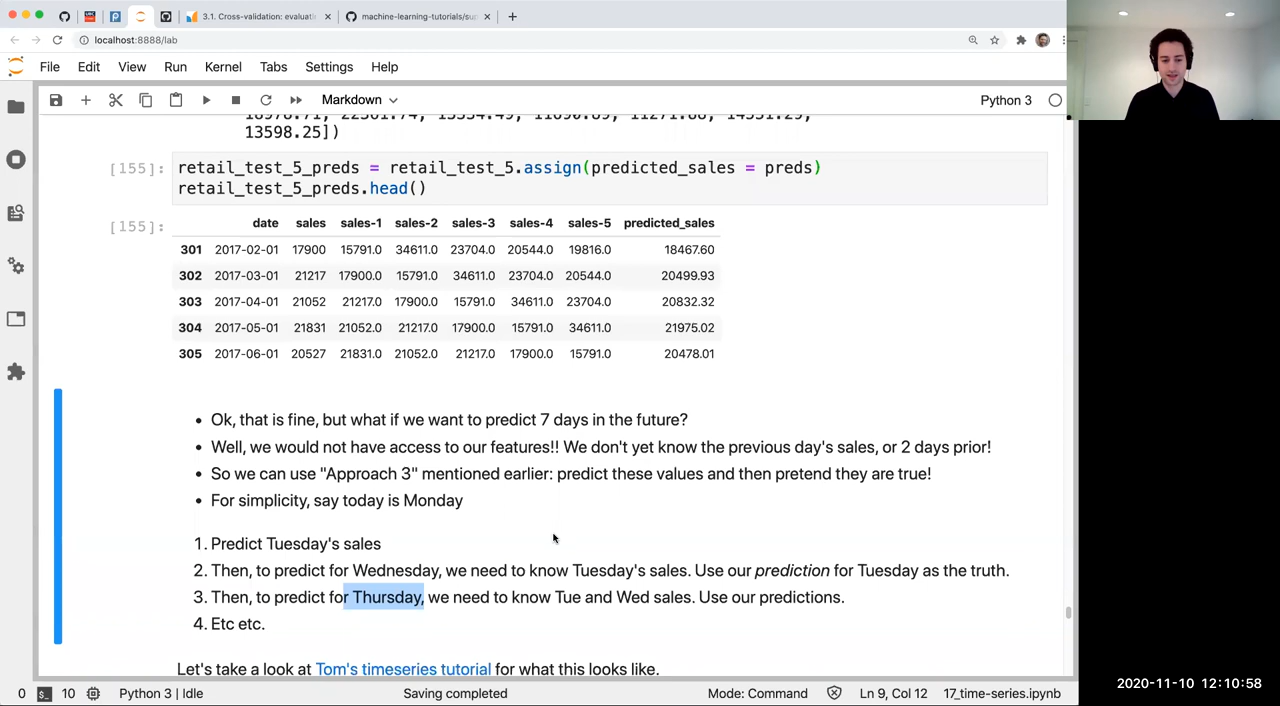 3.1. Cross-validation: evaluati
machine-learning-tutorials/su
localhost:8888/lab
File Edit View Run Kernel Tabs Settings Help
Markdown
Python 3
13598.25])
[155]:
retail_test_5_preds = retail_test_5.assign(predicted_sales = preds)
retail_test_5_preds.head()
[155]:
date sales sales-1 sales-2 sales-3 sales-4 sales-5 predicted_sales
301 2017-02-01 17900 15791.0 34611.0 23704.0 20544.0 19816.0 18467.60
302 2017-03-01 21217 17900.0 15791.0 34611.0 23704.0 20544.0 20499.93
303 2017-04-01 21052 21217.0 17900.0 15791.0 34611.0 23704.0 20832.32
304 2017-05-01 21831 21052.0 21217.0 17900.0 15791.0 34611.0 21975.02
305 2017-06-01 20527 21831.0 21052.0 21217.0 17900.0 15791.0 20478.01
• Ok, that is fine, but what if we want to predict 7 days in the future?
• Well, we would not have access to our features!! We don't yet know the previous day's sales, or 2 days prior!
• So we can use "Approach 3" mentioned earlier: predict these values and then pretend they are true!
• For simplicity, say today is Monday
1. Predict Tuesday's sales
2. Then, to predict for Wednesday, we need to know Tuesday's sales. Use our prediction for Tuesday as the truth.
3. Then, to predict for Thursday, we need to know Tue and Wed sales. Use our predictions.
4. Etc etc.
Let's take a look at Tom's timeseries tutorial for what this looks like.
0 10 Python 3 | Idle Saving completed Mode: Command Ln 9, Col 12 17_time-series.ipynb
2020-11-10 12:10:58